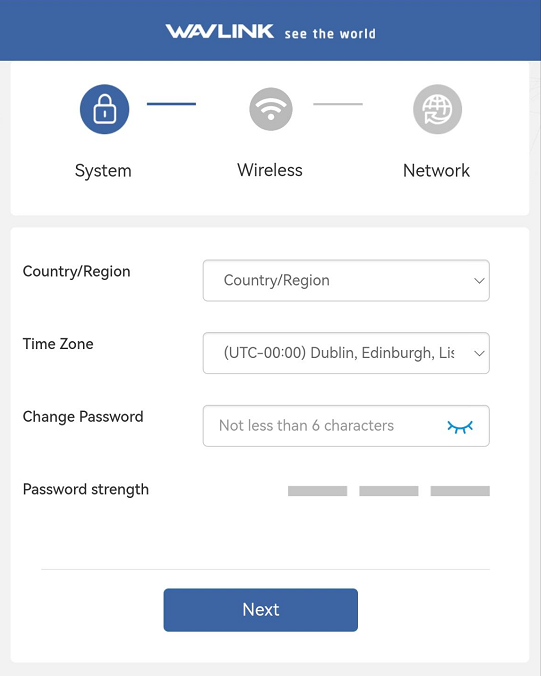 WAVLINK see the world
System
Wireless
Network
Country/Region
Country/Region
Time Zone
(UTC-00:00) Dublin, Edinburgh, Lis
Change Password
Not less than 6 characters
Password strength
Next